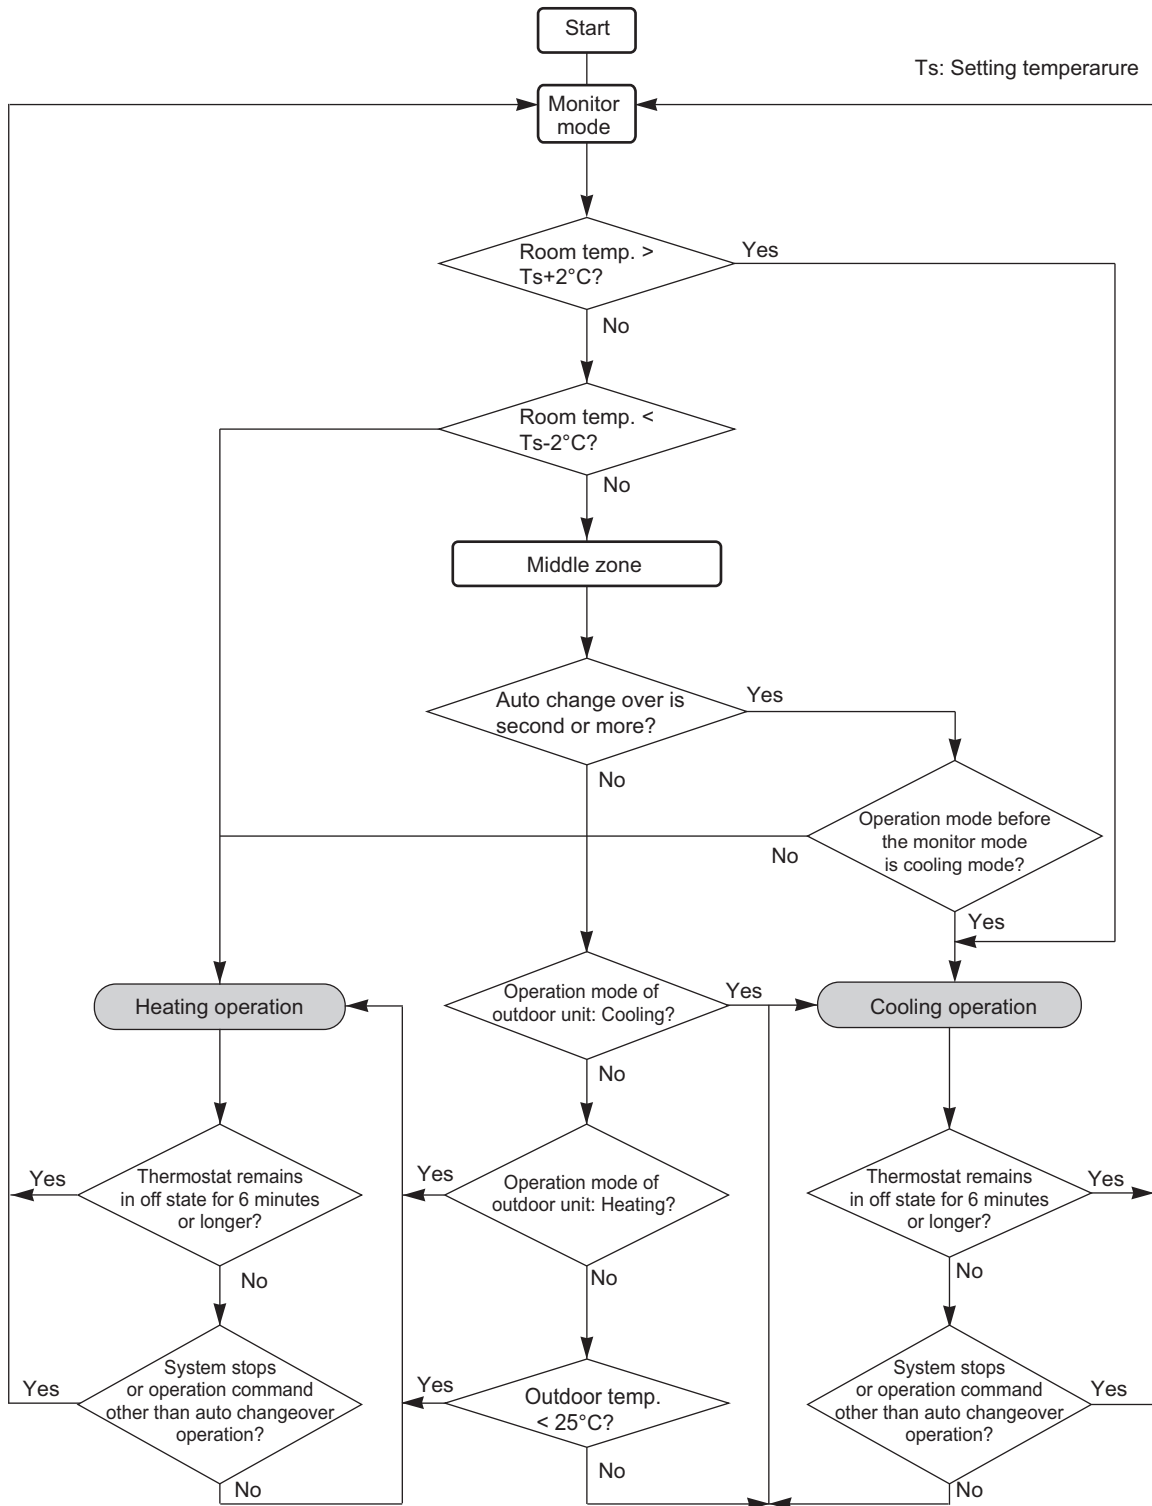 Start
Ts: Setting temperarure
Monitor
mode
Room temp. >
Ts+2°C?
Yes
No
Room temp. <
Ts-2°C?
No
Middle zone
Auto change over is
second or more?
Yes
No
Operation mode before
the monitor mode
is cooling mode?
No
Yes
Heating operation
Operation mode of
outdoor unit: Cooling?
Yes
Cooling operation
No
Yes
Thermostat remains
in off state for 6 minutes
or longer?
Yes
Operation mode of
outdoor unit: Heating?
Thermostat remains
in off state for 6 minutes
or longer?
Yes
No
No
No
Yes
System stops
or operation command
other than auto changeover
operation?
Yes
Outdoor temp.
< 25°C?
System stops
or operation command
other than auto changeover
operation?
Yes
No
No
No